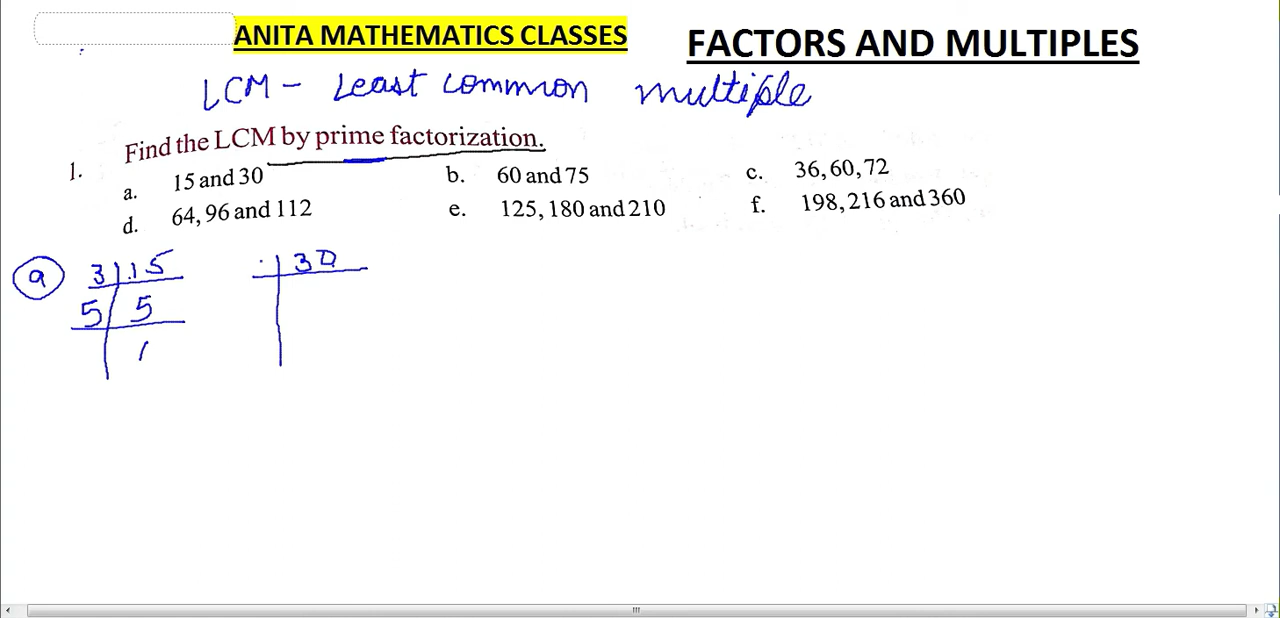 ANITA MATHEMATICS CLASSES FACTORS AND MULTIPLES
LCM - Least common multiple
1. Find the LCM by prime factorization.
a. 15 and 30 b. 60 and 75 c. 36, 60, 72
d. 64, 96 and 112 e. 125, 180 and 210 f. 198, 216 and 360
a 3 15 30
5 5
1